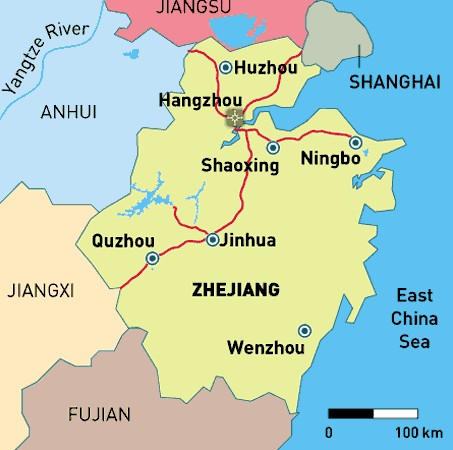 JIANGSU
Yangtze River
Huzhou
SHANGHAI
Hangzhou
ANHUI
Shaoxing
Ningbo
Quzhou
Jinhua
JIANGXI
ZHEJIANG
East
China
Sea
Wenzhou
FUJIAN
0 100 km